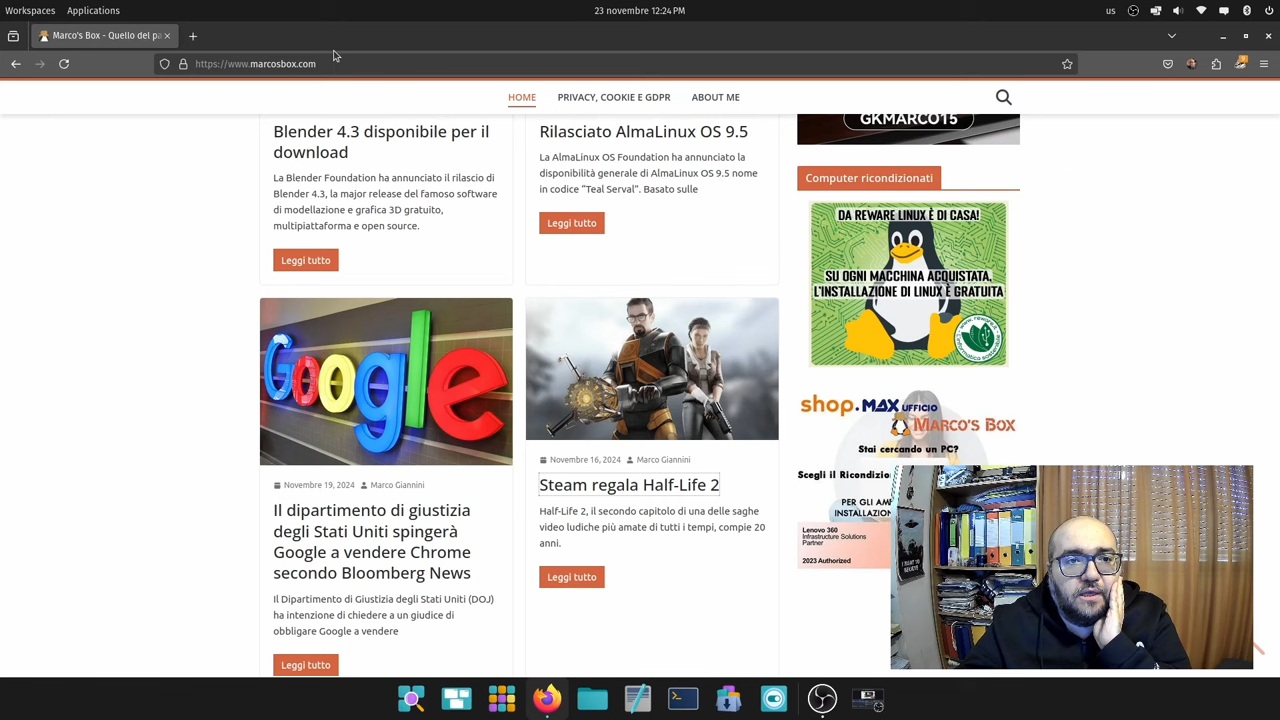 Workspaces Applications
23 novembre 12:24 PM
us
Marco's Box - Quello del pa
https://www.marcosbox.com
HOME
PRIVACY, COOKIE E GDPR
ABOUT ME
Blender 4.3 disponibile per il
download
La Blender Foundation ha annunciato il rilascio di
Blender 4.3, la major release del famoso software
di modellazione e grafica 3D gratuito,
multipiattaforma e open source.
Leggi tutto
Rilasciato AlmaLinux OS 9.5
La AlmaLinux OS Foundation ha annunciato la
disponibilità generale di AlmaLinux OS 9.5 nome
in codice "Teal Serval". Basato sulle
Leggi tutto
Google
Novembre 19, 2024 Marco Giannini
Il dipartimento di giustizia
degli Stati Uniti spingerà
Google a vendere Chrome
secondo Bloomberg News
Il Dipartimento di Giustizia degli Stati Uniti (DOJ)
ha intenzione di chiedere a un giudice di
obbligare Google a vendere
Leggi tutto
Novembre 16, 2024 Marco Giannini
Steam regala Half-Life 2
Half-Life 2, il secondo capitolo di una delle saghe
video ludiche più amate di tutti i tempi, compie 20
anni.
Leggi tutto
GKMARCO15
Computer ricondizionati
DA REWARE LINUX È DI CASA!
SU OGNI MACCHINA ACQUISTATA,
L'INSTALLAZIONE DI LINUX È GRATUITA
shop.MAX UFFICIO
MARCO'S BOX
Stai cercando un PC?
Scegli il Ricondizio
PER GLI AM
INSTALLAZION
Lenovo 360
Infrastructure Solutions
Partner
2023 Authorized